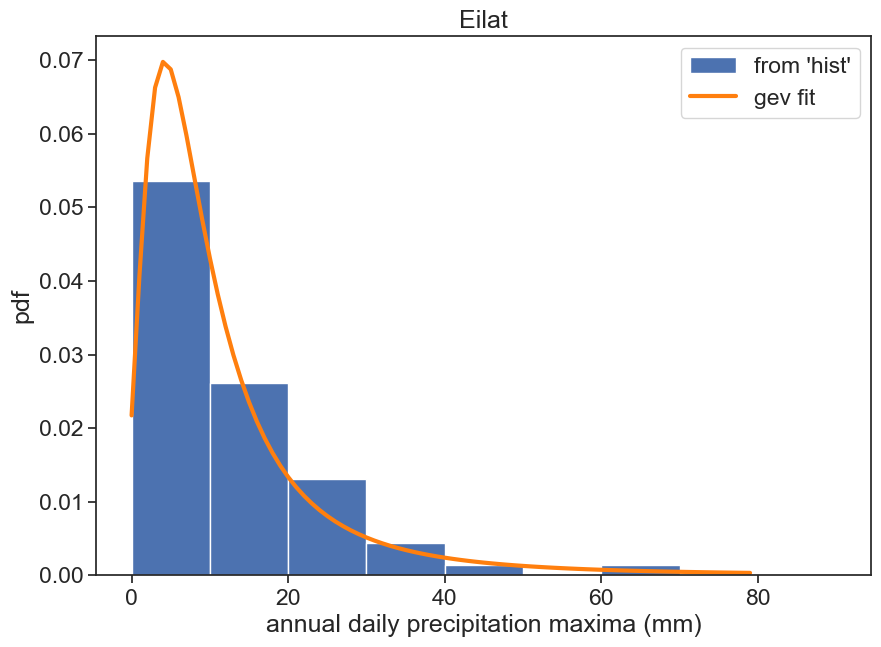 Eilat
from 'hist'
gev fit
pdf
0.07
0.06
0.05
0.04
0.03
0.02
0.01
0.00
0
20
40
60
80
annual daily precipitation maxima (mm)